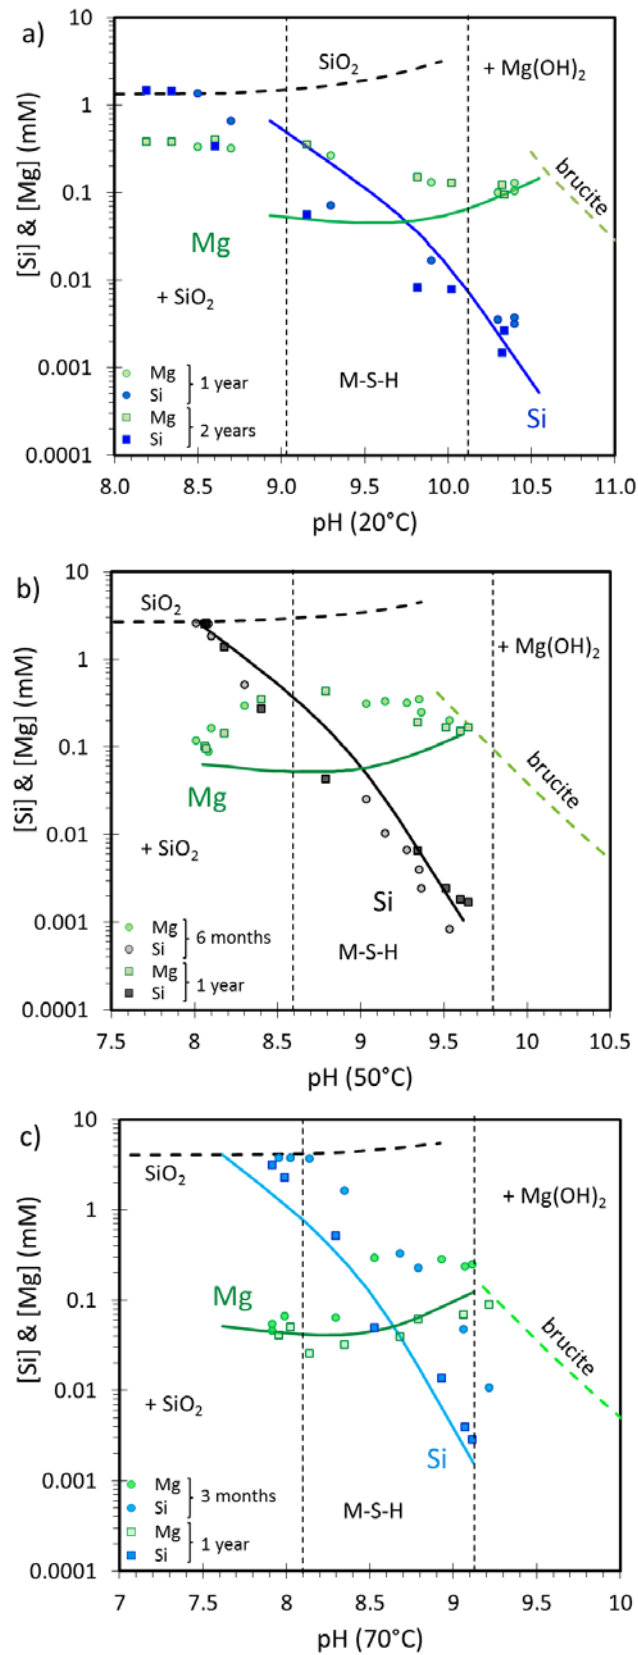 a)
10
1
0.1
0.01
0.001
0.0001
[Si] & [Mg] (mM)
SiO2
+ Mg(OH)2
brucite
Mg
+ SiO2
M-S-H
Si
Mg
Si
1 year
Mg
Si
2 years
8.0 8.5 9.0 9.5 10.0 10.5 11.0
pH (20°C)
b)
10
1
0.1
0.01
0.001
0.0001
[Si] & [Mg] (mM)
SiO2
+ Mg(OH)2
brucite
Mg
+ SiO2
Si
M-S-H
Mg
Si
6 months
Mg
Si
1 year
7.5 8 8.5 9 9.5 10 10.5
pH (50°C)
c)
10
1
0.1
0.01
0.001
0.0001
[Si] & [Mg] (mM)
SiO2
+ Mg(OH)2
Mg
brucite
+ SiO2
Si
M-S-H
Mg
Si
3 months
Mg
Si
1 year
7 7.5 8 8.5 9 9.5 10
pH (70°C)